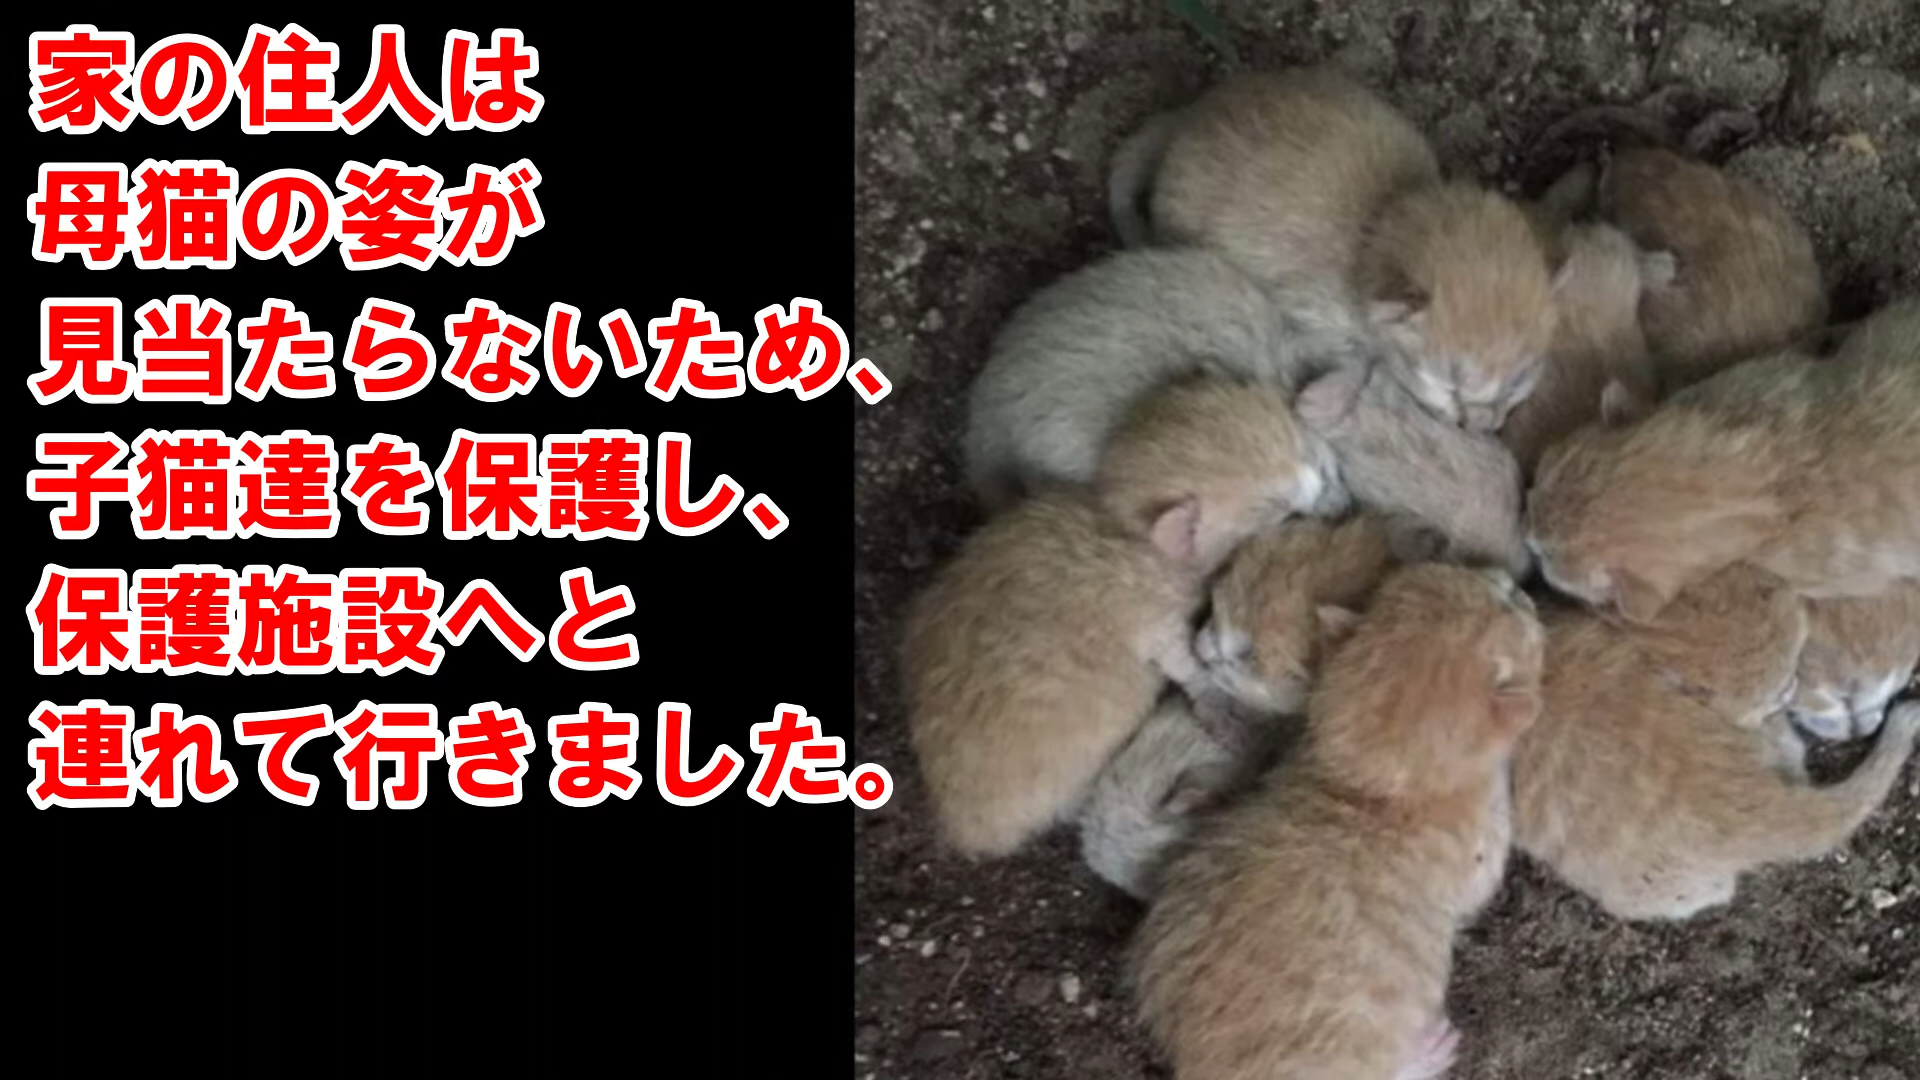 家の住人は
母猫の姿が
見当たらないため、
子猫達を保護し、
保護施設へと
連れて行きました。